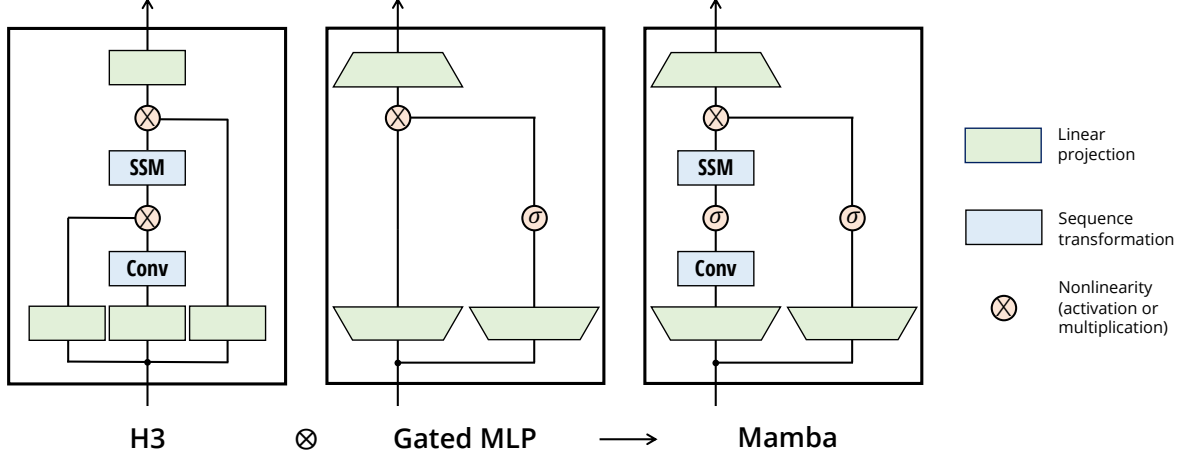 SSM
Conv
σ
SSM
σ
σ
Conv
Linear
projection
Sequence
transformation
Nonlinearity
(activation or
multiplication)
H3 ⊗ Gated MLP → Mamba